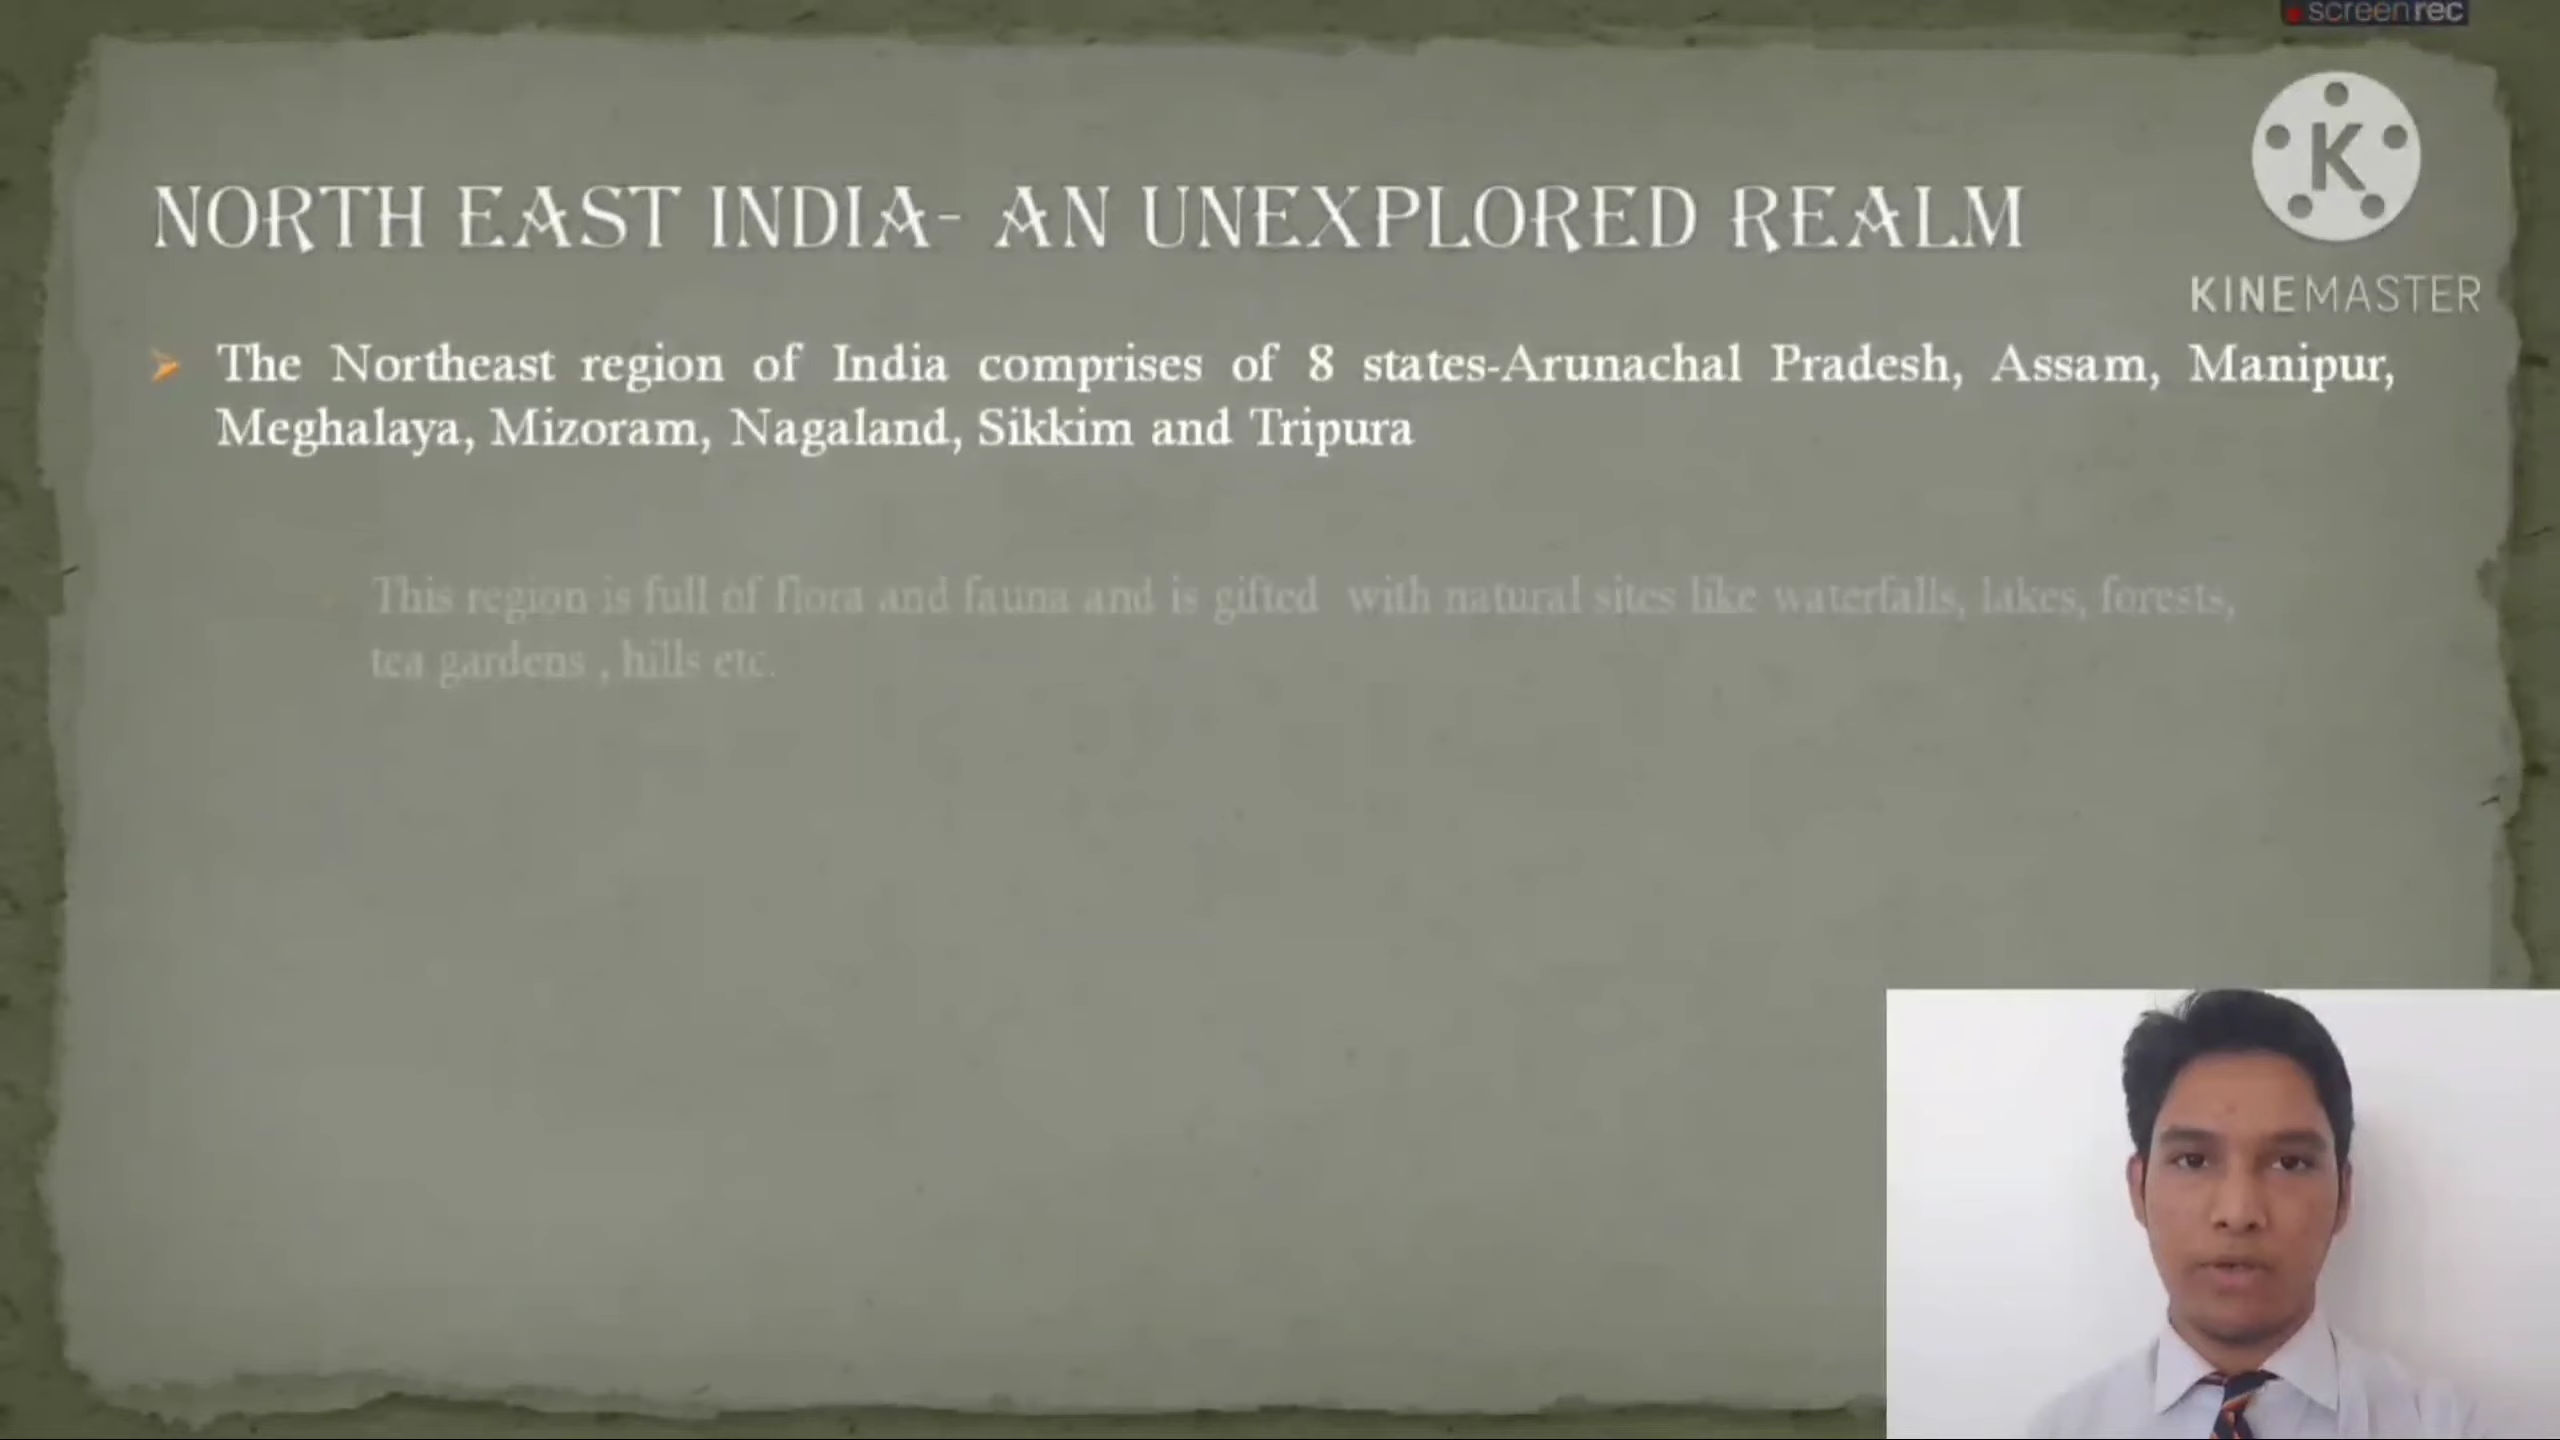 screenrec
NORTH EAST INDIA- AN UNEXPLORED REALM
K
KINEMASTER
The Northeast region of India comprises of 8 states-Arunachal Pradesh, Assam, Manipur,
Meghalaya, Mizoram, Nagaland, Sikkim and Tripura
This region is full of flora and fauna and is gifted with natural sites like waterfalls, lakes, forests,
tea gardens , hills etc.